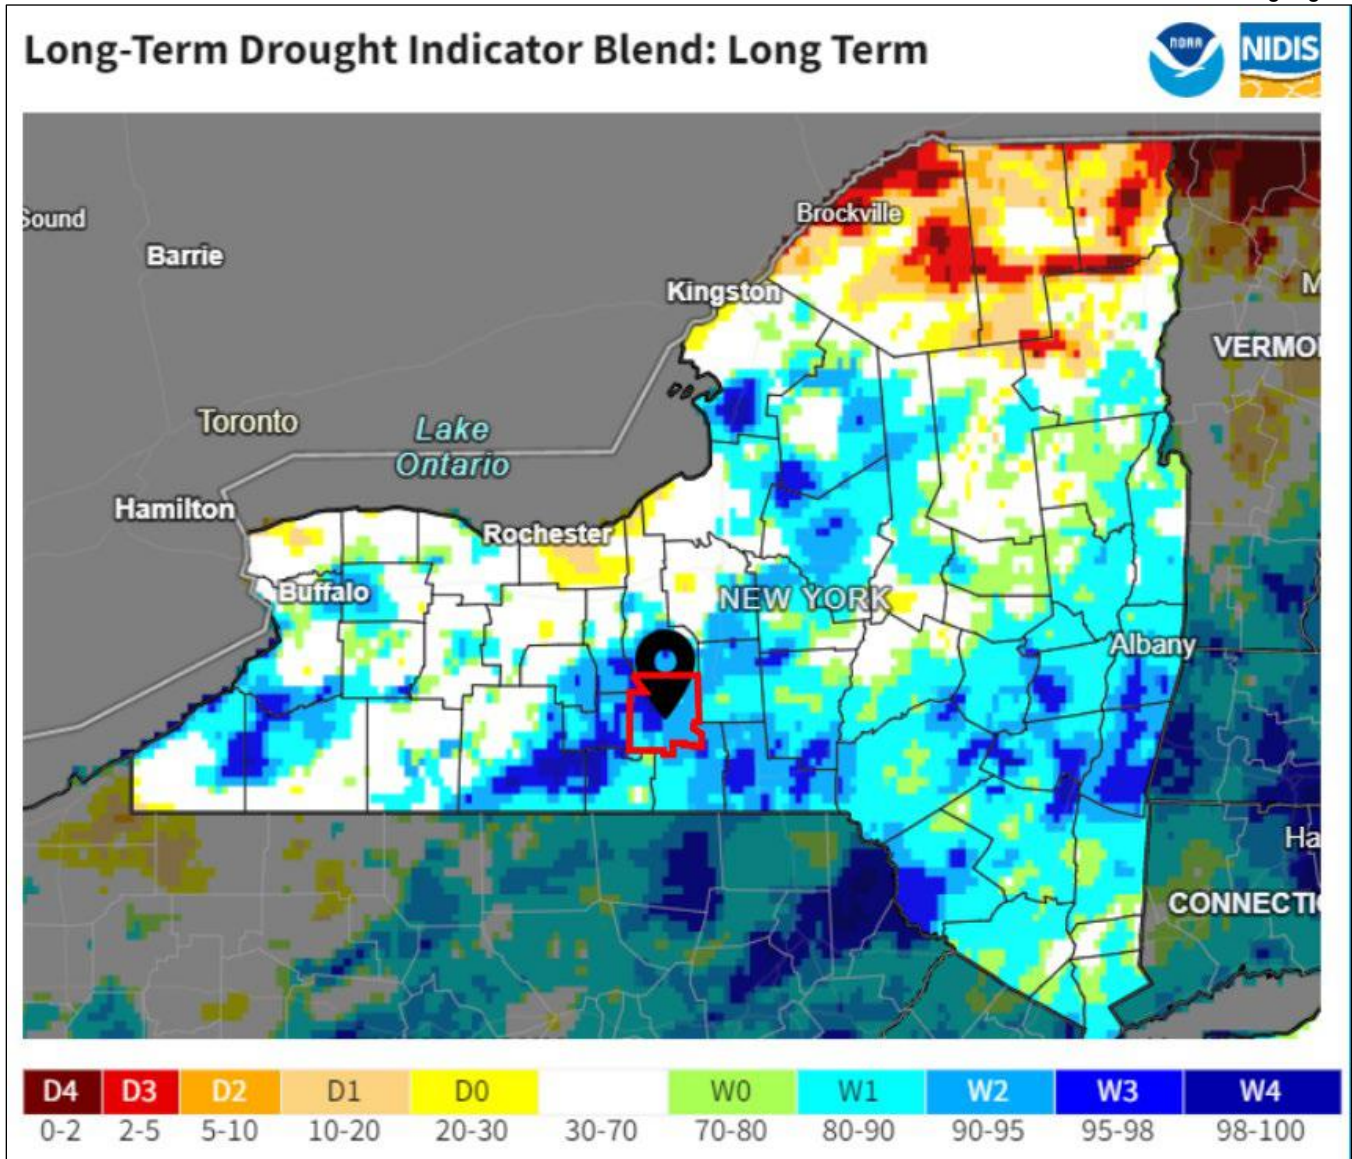 Long-Term Drought Indicator Blend: Long Term
NOAA
NIDIS
Sound
Barrie
Brockville
Kingston
VERMO
Toronto
Lake
Ontario
Hamilton
Rochester
Buffalo
NEW YORK
Albany
Ha
CONNECTI
D4 D3 D2 D1 D0 W0 W1 W2 W3 W4
0-2 2-5 5-10 10-20 20-30 30-70 70-80 80-90 90-95 95-98 98-100